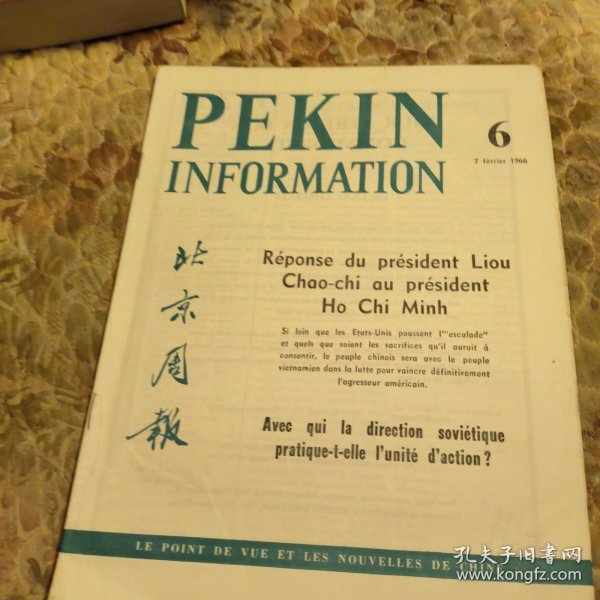 PEKIN
INFORMATION
6
7 février 1966
北
京
周
報
Réponse du président Liou
Chao-chi au président
Ho Chi Minh
Si loin que les Etats-Unis poussent l'"escalade"
et quels que soient les sacrifices qu'il aurait à
consentir, le peuple chinois sera avec le peuple
vietnamien dans la lutte pour vaincre définitivement
l'agresseur américain.
Avec qui la direction soviétique
pratique-t-elle l'unité d'action?
LE POINT DE VUE ET LES NOUVELLES DE CHINE
孔夫子旧书网
www.kongfz.com